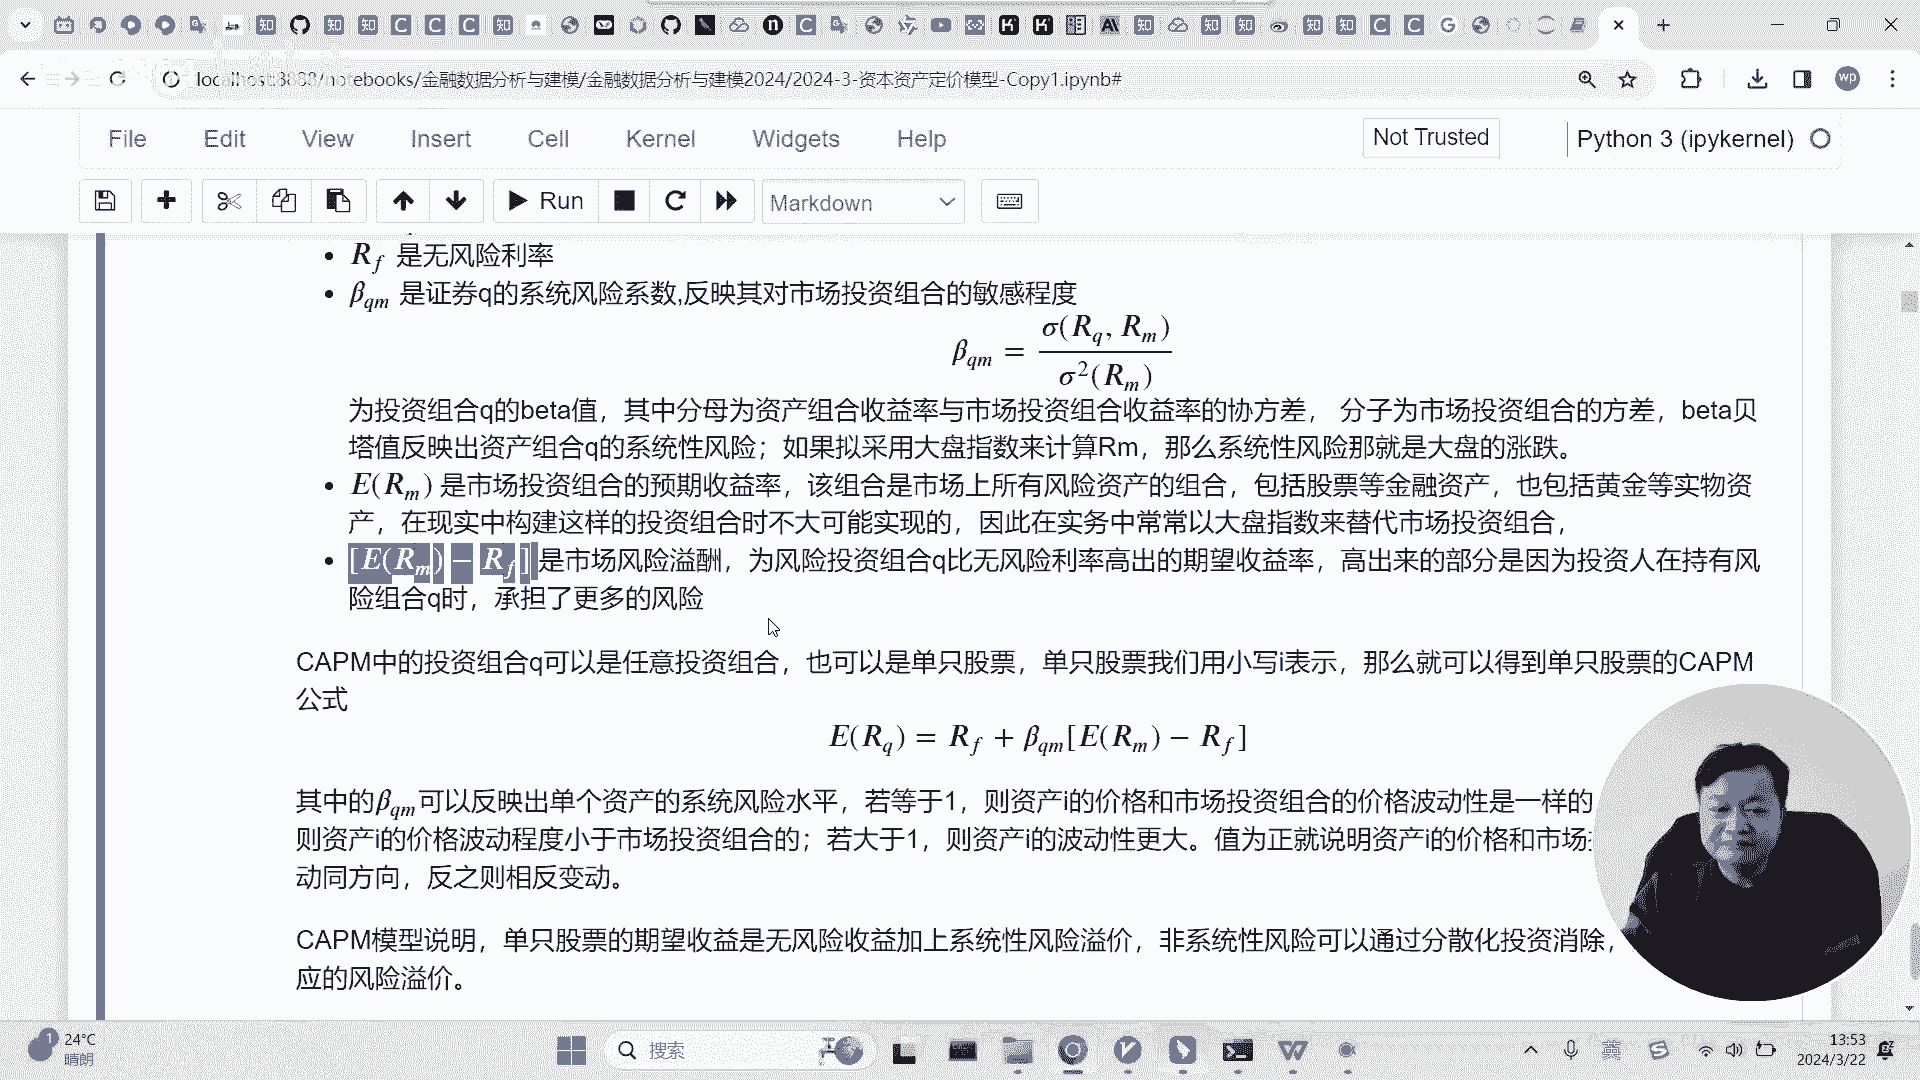 localhost:8888/notebooks/金融数据分析与建模/金融数据分析与建模2024/2024-3-资本资产定价模型-Copy1.ipynb#
wp
File Edit View Insert Cell Kernel Widgets Help
Not Trusted
Python 3 (ipykernel)
Run
Markdown
• R_f 是无风险利率
• β_qm 是证券q的系统风险系数,反映其对市场投资组合的敏感程度
β_qm = σ(R_q, R_m) / σ²(R_m)
为投资组合q的beta值，其中分母为资产组合收益率与市场投资组合收益率的协方差， 分子为市场投资组合的方差，beta贝
塔值反映出资产组合q的系统性风险；如果拟采用大盘指数来计算Rm，那么系统性风险那就是大盘的涨跌。
• E(R_m) 是市场投资组合的预期收益率，该组合是市场上所有风险资产的组合，包括股票等金融资产，也包括黄金等实物资
产，在现实中构建这样的投资组合时不大可能实现的，因此在实务中常常以大盘指数来替代市场投资组合，
• [E(R_m) − R_f] 是市场风险溢酬，为风险投资组合q比无风险利率高出的期望收益率，高出来的部分是因为投资人在持有风
险组合q时，承担了更多的风险
CAPM中的投资组合q可以是任意投资组合，也可以是单只股票，单只股票我们用小写i表示，那么就可以得到单只股票的CAPM
公式
E(R_q) = R_f + β_qm[E(R_m) − R_f]
其中的β_qm可以反映出单个资产的系统风险水平，若等于1，则资产i的价格和市场投资组合的价格波动性是一样的
则资产i的价格波动程度小于市场投资组合的；若大于1，则资产i的波动性更大。值为正就说明资产i的价格和市场
动同方向，反之则相反变动。
CAPM模型说明，单只股票的期望收益是无风险收益加上系统性风险溢价，非系统性风险可以通过分散化投资消除，
应的风险溢价。
1
24°C
晴朗
搜索
英
13:53
2024/3/22